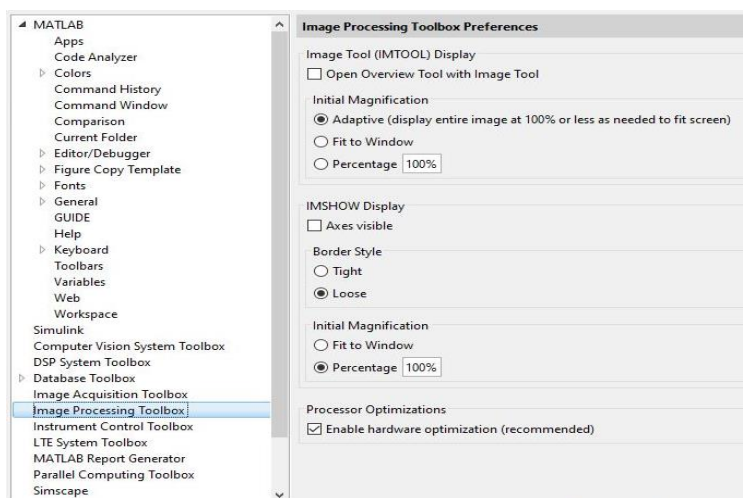 MATLAB
Apps
Code Analyzer
Colors
Command History
Command Window
Comparison
Current Folder
Editor/Debugger
Figure Copy Template
Fonts
General
GUIDE
Help
Keyboard
Toolbars
Variables
Web
Workspace
Simulink
Computer Vision System Toolbox
DSP System Toolbox
Database Toolbox
Image Acquisition Toolbox
Image Processing Toolbox
Instrument Control Toolbox
LTE System Toolbox
MATLAB Report Generator
Parallel Computing Toolbox
Simscape
Image Processing Toolbox Preferences
Image Tool (IMTOOL) Display
Open Overview Tool with Image Tool
Initial Magnification
Adaptive (display entire image at 100% or less as needed to fit screen)
Fit to Window
Percentage 100%
IMSHOW Display
Axes visible
Border Style
Tight
Loose
Initial Magnification
Fit to Window
Percentage 100%
Processor Optimizations
Enable hardware optimization (recommended)